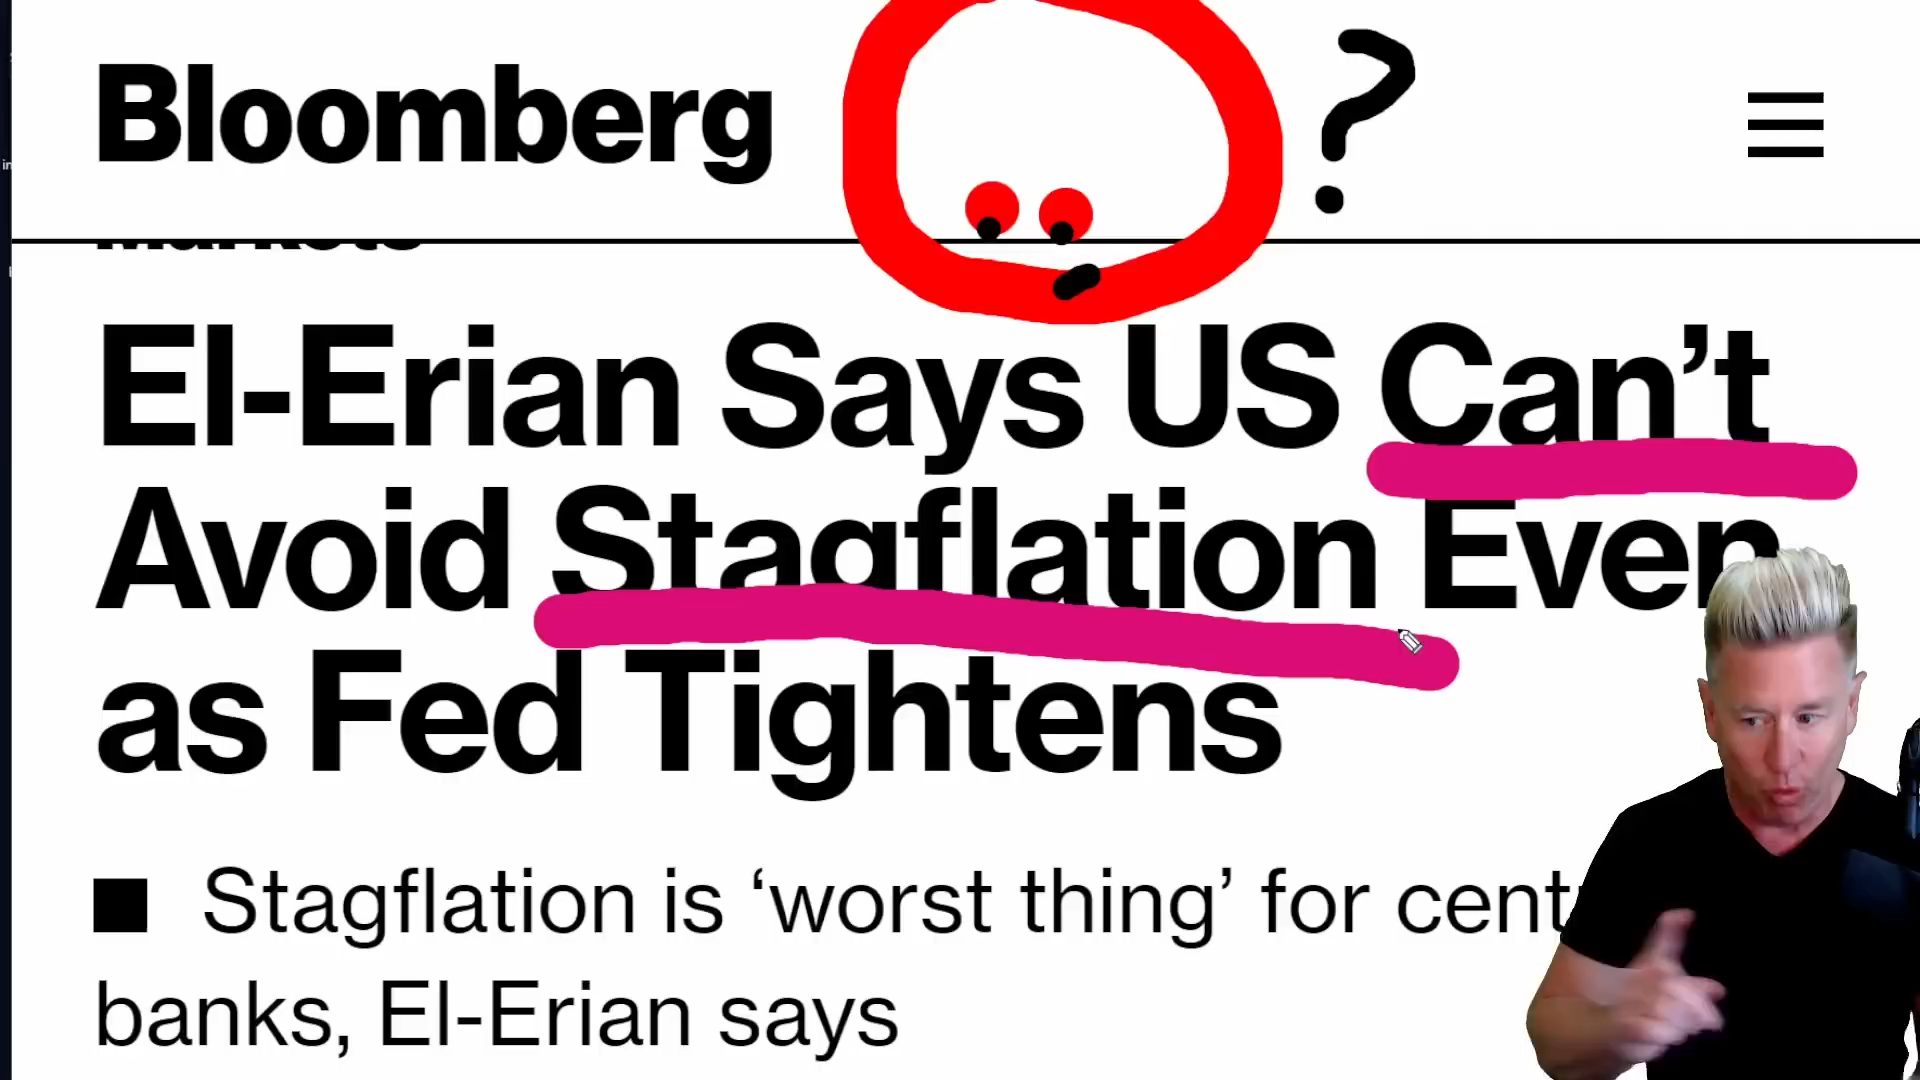 Bloomberg
?
Markets
El-Erian Says US Can’t
Avoid Stagflation Even
as Fed Tightens
Stagflation is ‘worst thing’ for cent
banks, El-Erian says